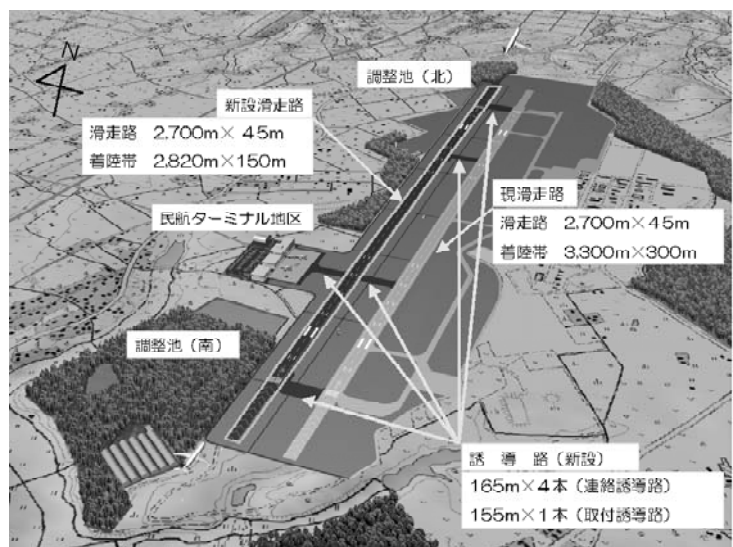 N
調整池（北）
新設滑走路
滑走路 2,700m×45m
着陸帯 2,820m×150m
民航ターミナル地区
現滑走路
滑走路 2,700m×45m
着陸帯 3,300m×300m
調整池（南）
誘導路（新設）
165m×4本（連絡誘導路）
155m×1本（取付誘導路）